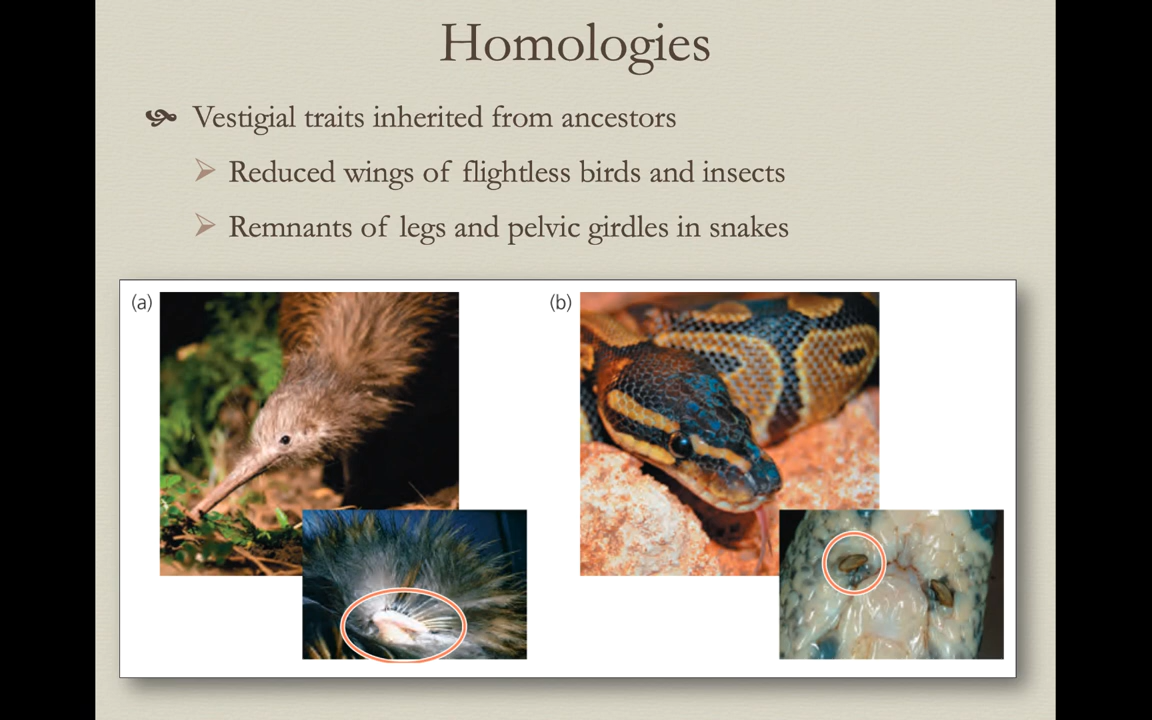 Homologies
Vestigial traits inherited from ancestors
Reduced wings of flightless birds and insects
Remnants of legs and pelvic girdles in snakes
(a)
(b)